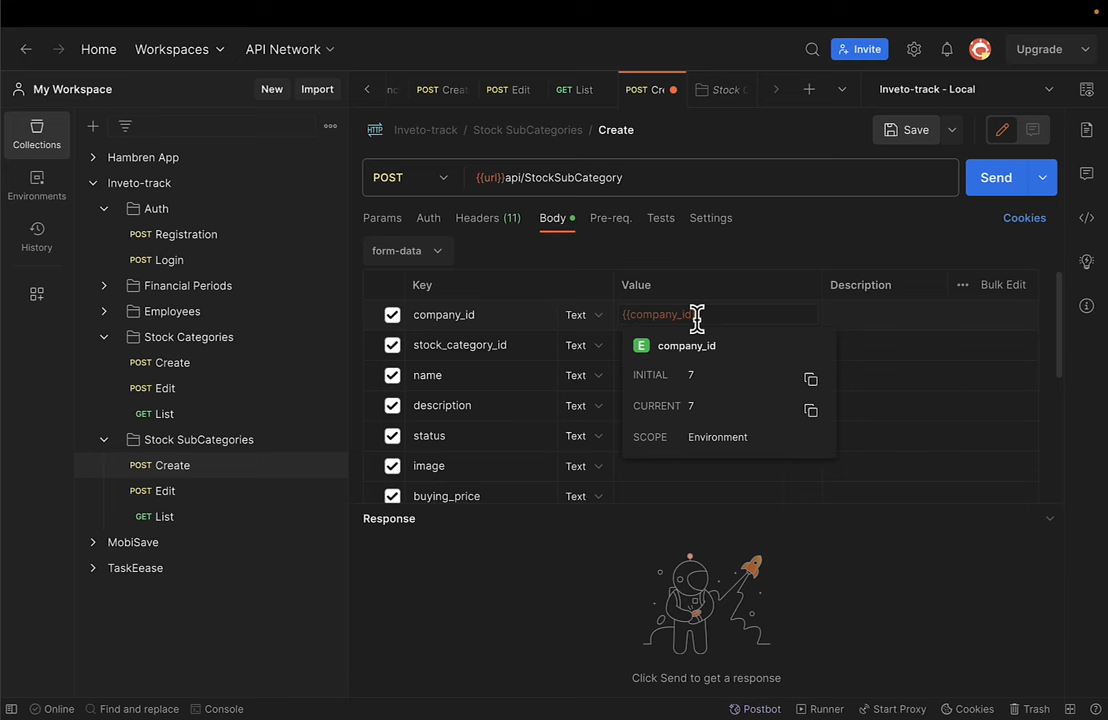 Home Workspaces API Network Invite Upgrade
My Workspace New Import POST Creat POST Edit GET List POST Cre Stock C Inveto-track - Local
Collections
Environments
History
Hambren App
Inveto-track
Auth
POST Registration
POST Login
Financial Periods
Employees
Stock Categories
POST Create
POST Edit
GET List
Stock SubCategories
POST Create
POST Edit
GET List
MobiSave
TaskEease
HTTP Inveto-track / Stock SubCategories / Create Save
POST {{url}}api/StockSubCategory Send
Params Auth Headers (11) Body Pre-req. Tests Settings Cookies
form-data
Key Value Description Bulk Edit
company_id Text {{company_id
stock_category_id Text
name Text
description Text
status Text
image Text
buying_price Text
E company_id
INITIAL 7
CURRENT 7
SCOPE Environment
Response
Click Send to get a response
Online Find and replace Console Postbot Runner Start Proxy Cookies Trash